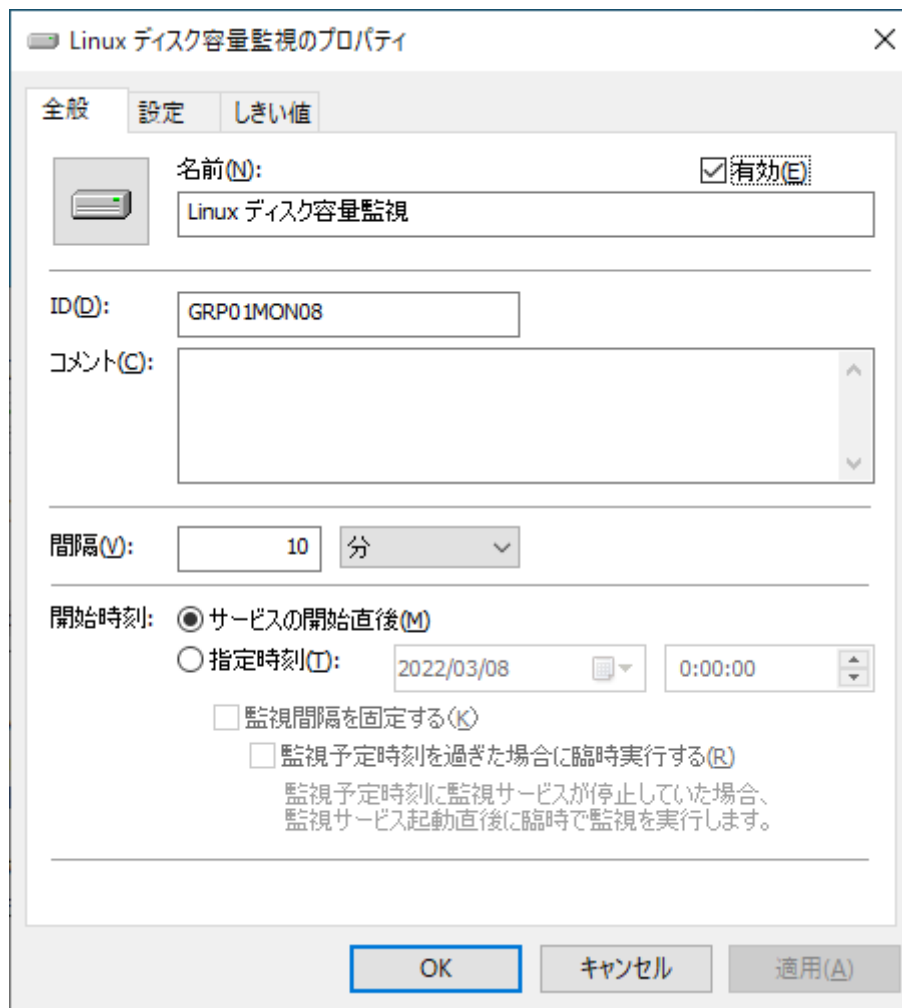 Linux ディスク容量監視のプロパティ
全般 設定 しきい値
名前(N): 有効(E)
Linux ディスク容量監視
ID(D): GRP01MON08
コメント(C):
間隔(V): 10 分
開始時刻: サービスの開始直後(M)
指定時刻(T): 2022/03/08 0:00:00
監視間隔を固定する(K)
監視予定時刻を過ぎた場合に臨時実行する(R)
監視予定時刻に監視サービスが停止していた場合、
監視サービス起動直後に臨時で監視を実行します。
OK キャンセル 適用(A)